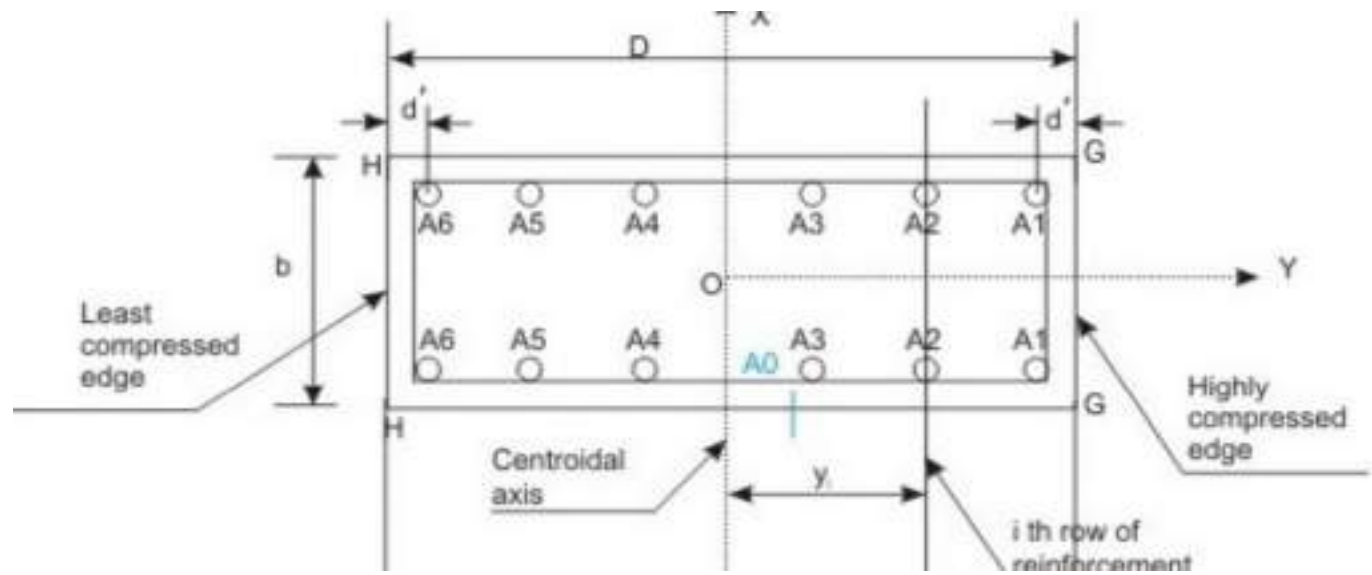 X
D
d'
d'
H
G
A6 A5 A4 A3 A2 A1
b
O
Y
Least
compressed
edge
A6 A5 A4 A3 A2 A1
A0
Highly
compressed
edge
H
G
Centroidal
axis
yi
i th row of
reinforcement